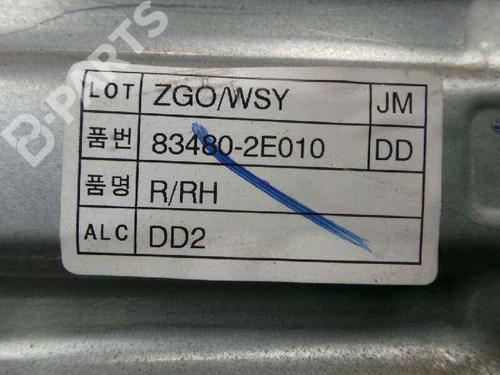 B-PARTS
LOT ZGO/WSY JM
품번 83480-2E010 DD
품명 R/RH
ALC DD2